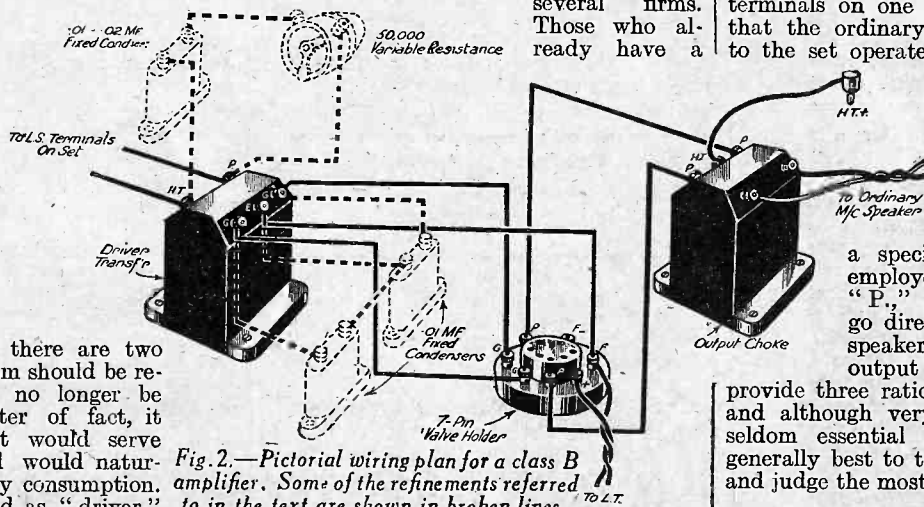 several firms.
Those who al-
ready have a
terminals on one
that the ordinary
to the set operate
.01 - .02 MF
Fixed Conden:
50,000
Variable Resistance
To L.S. Terminals
On Set
P
H.T
G
E.L
G
Driver
Transf'r
.01 MF
Fixed
Condensers
G
P
F-
F
G
P
+
7-Pin
Valve Holder
To L.T.
HT
P
P
H.T.+
To Ordinary
M/c Speaker
Output Choke
there are two
m should be re-
no longer be
ter of fact, it
t would serve
l would natur-
y consumption.
d as "driver"
Fig. 2.—Pictorial wiring plan for a class B
amplifier. Some of the refinements referred
to in the text are shown in broken lines
a speci
employe
"P.,"
go dire
speaker
output
provide three ratio
and although very
seldom essential
generally best to t
and judge the most